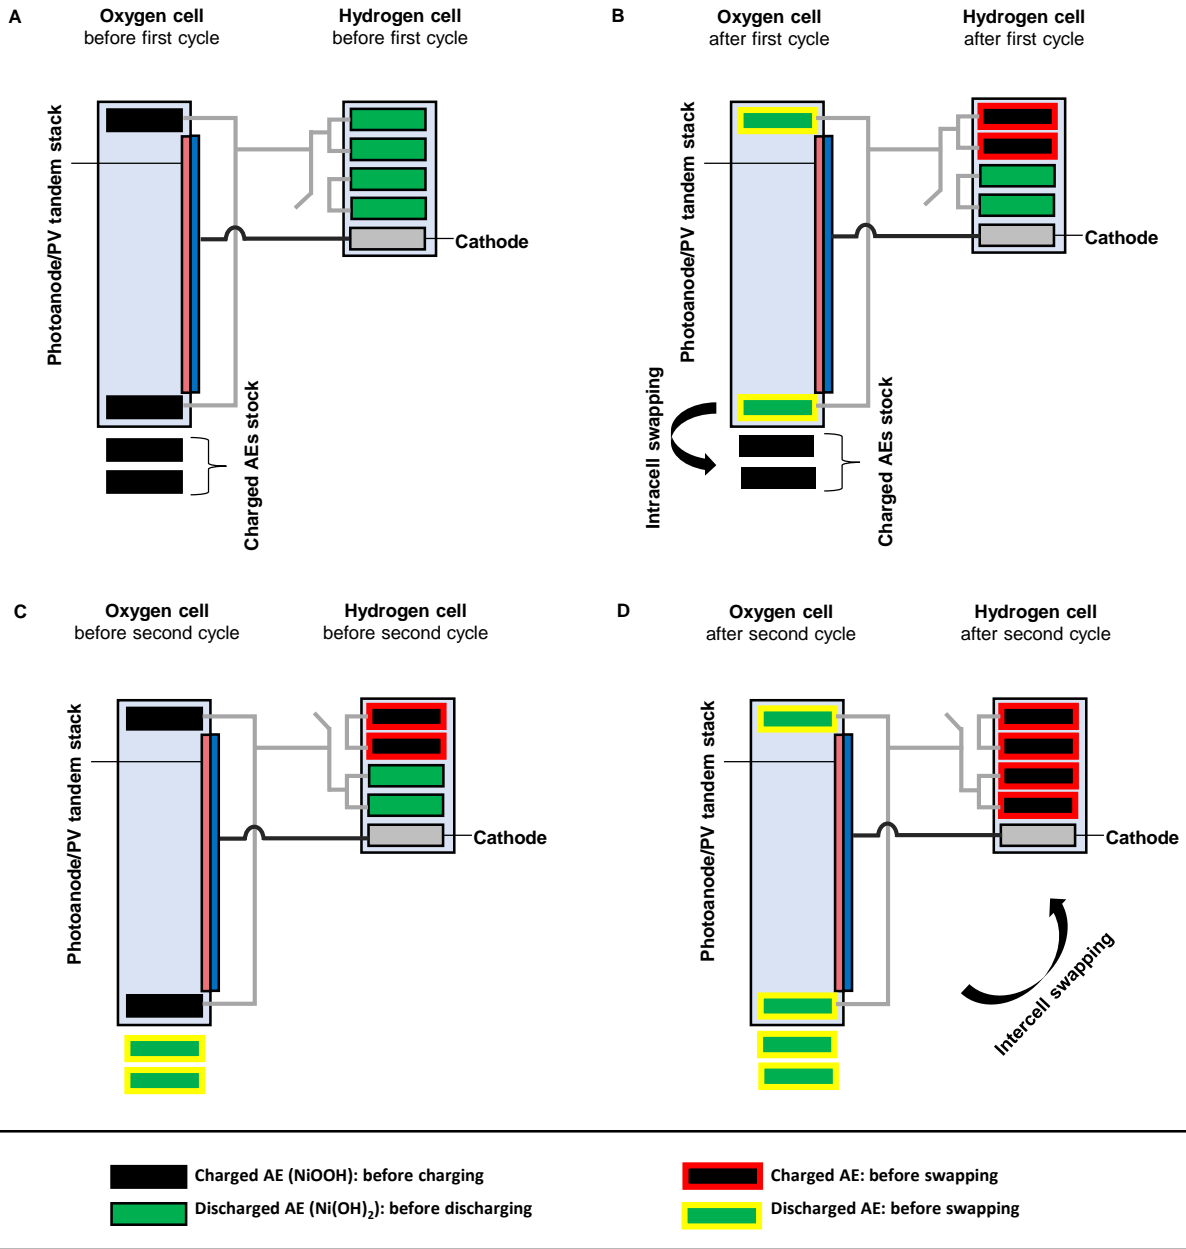 A
Oxygen cell
before first cycle
Hydrogen cell
before first cycle
Photoanode/PV tandem stack
Cathode
Charged AEs stock
B
Oxygen cell
after first cycle
Hydrogen cell
after first cycle
Photoanode/PV tandem stack
Cathode
Intracell swapping
Charged AEs stock
C
Oxygen cell
before second cycle
Hydrogen cell
before second cycle
Photoanode/PV tandem stack
Cathode
D
Oxygen cell
after second cycle
Hydrogen cell
after second cycle
Photoanode/PV tandem stack
Cathode
Intercell swapping
Charged AE (NiOOH): before charging
Discharged AE (Ni(OH)₂): before discharging
Charged AE: before swapping
Discharged AE: before swapping